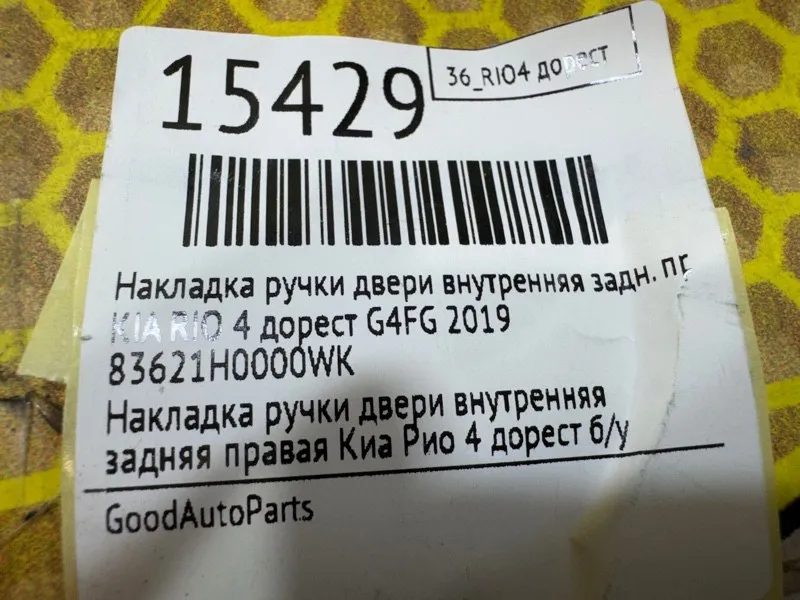 15429
36_RIO4 дорест
Накладка ручки двери внутренняя задн. пр
KIA RIO 4 дорест G4FG 2019
83621H0000WK
Накладка ручки двери внутренняя
задняя правая Киа Рио 4 дорест б/у
GoodAutoParts